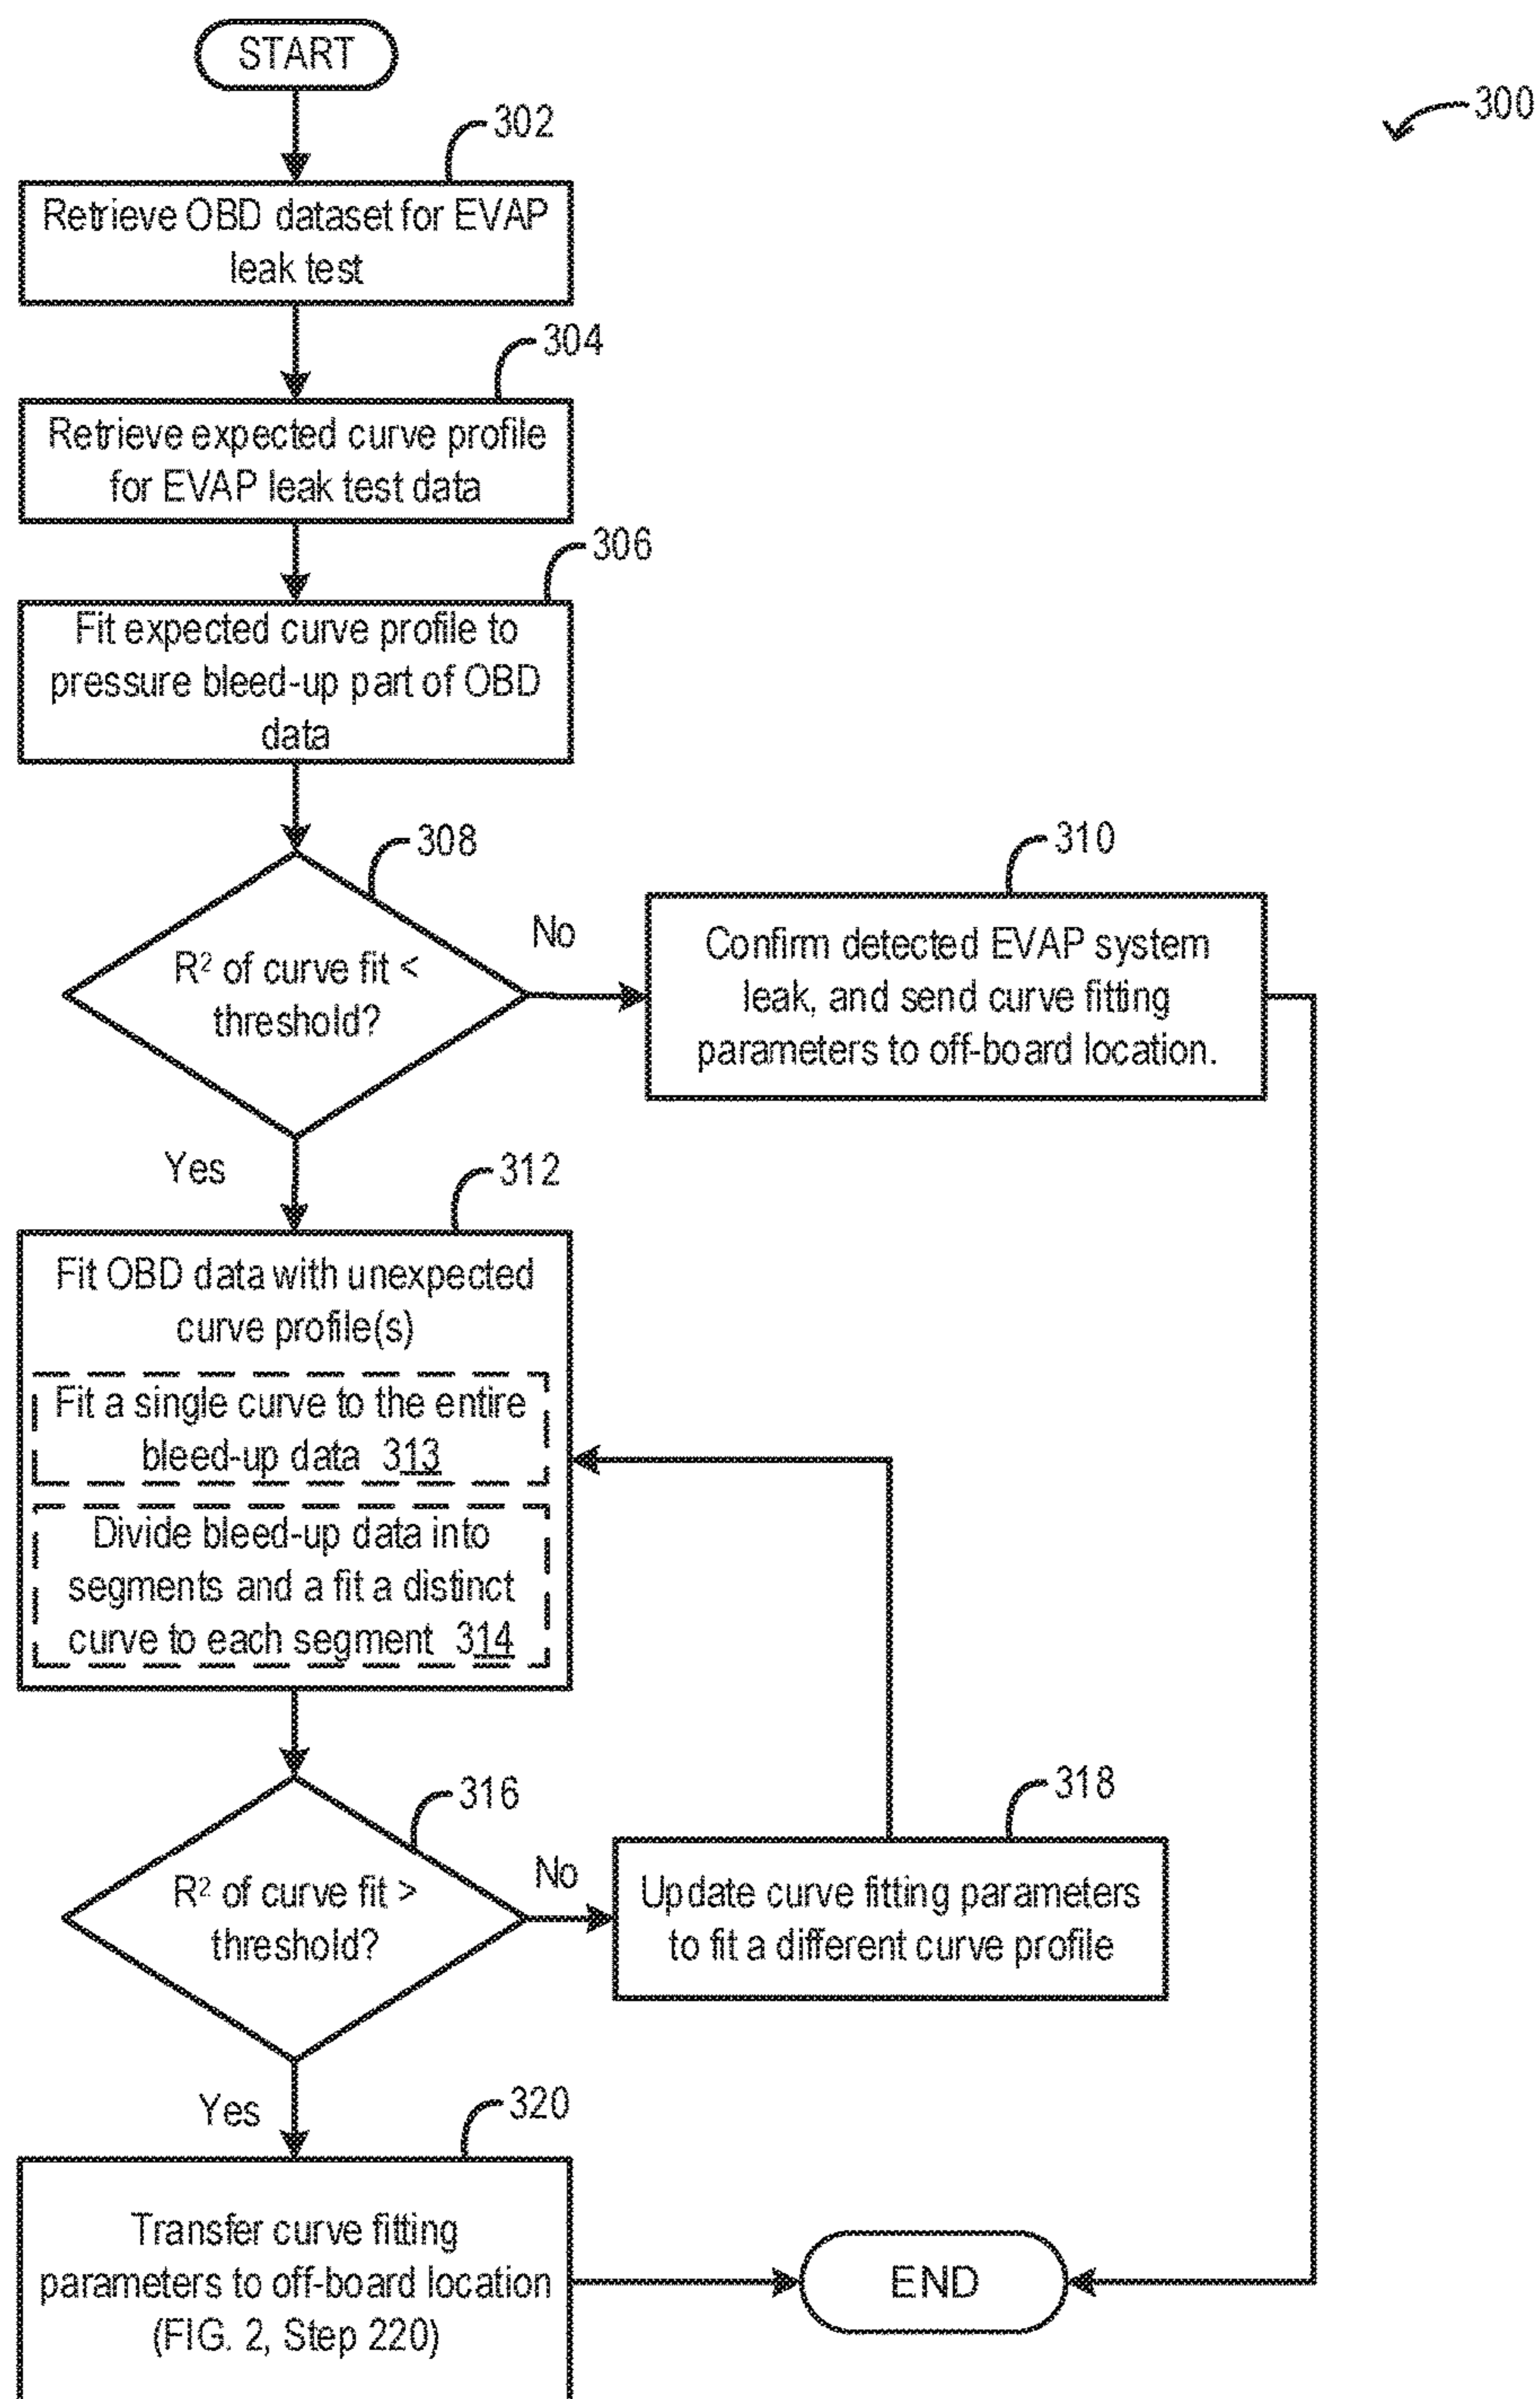 START
300
302
Retrieve OBD dataset for EVAP
leak test
304
Retrieve expected curve profile
for EVAP leak test data
306
Fit expected curve profile to
pressure bleed-up part of OBD
data
308
R² of curve fit <
threshold?
No
310
Confirm detected EVAP system
leak, and send curve fitting
parameters to off-board location.
Yes
312
Fit OBD data with unexpected
curve profile(s)
Fit a single curve to the entire
bleed-up data 313
Divide bleed-up data into
segments and a fit a distinct
curve to each segment 314
316
R² of curve fit >
threshold?
No
318
Update curve fitting parameters
to fit a different curve profile
Yes
320
Transfer curve fitting
parameters to off-board location
(FIG. 2, Step 220)
END